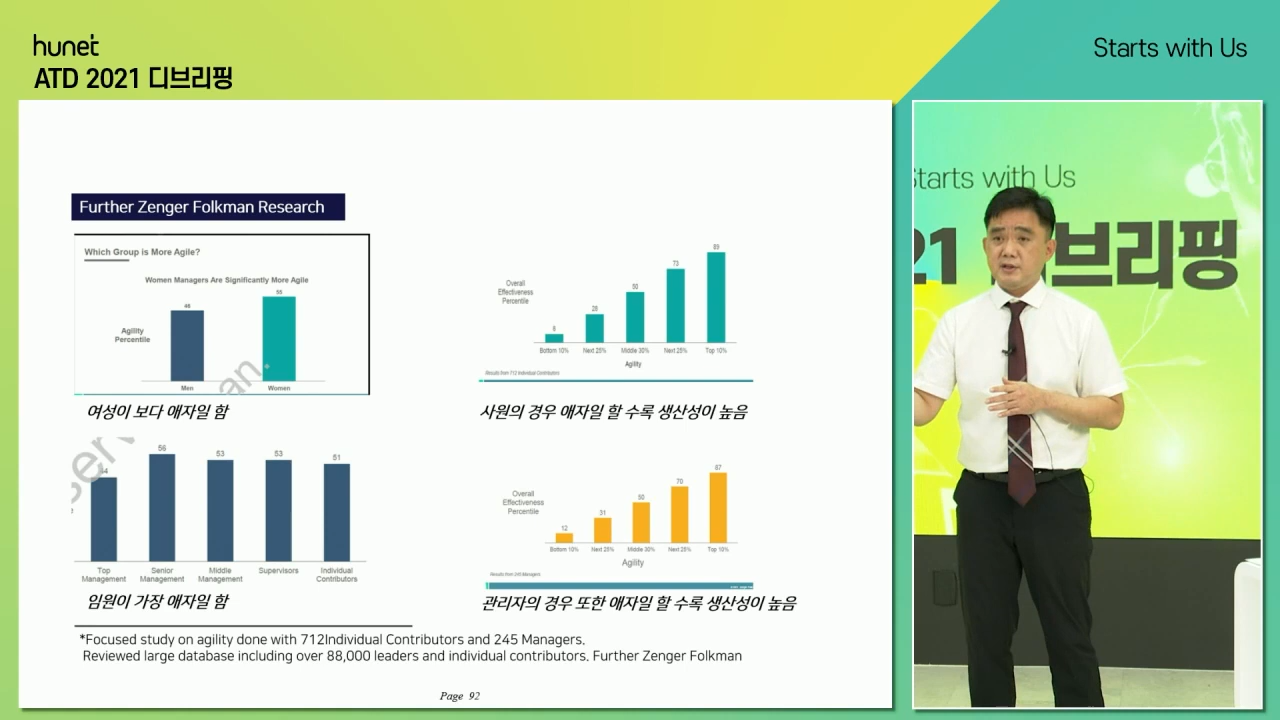 hunet
ATD 2021 디브리핑
Starts with Us
Further Zenger Folkman Research
Which Group is More Agile?
Women Managers Are Significantly More Agile
Agility
Percentile
55
Men
Women
여성이 보다 애자일 함
Overall
Effectiveness
Percentile
9
28
50
73
89
Bottom 10%
Next 25%
Middle 30%
Next 25%
Top 10%
Agility
Results from 712 Individual Contributors
사원의 경우 애자일 할 수록 생산성이 높음
56
53
53
51
Top
Management
Senior
Management
Middle
Management
Supervisors
Individual
Contributors
임원이 가장 애자일 함
Overall
Effectiveness
Percentile
12
31
50
70
87
Bottom 10%
Next 25%
Middle 30%
Next 25%
Top 10%
Agility
Results from 245 Managers
관리자의 경우 또한 애자일 할 수록 생산성이 높음
*Focused study on agility done with 712Individual Contributors and 245 Managers.
Reviewed large database including over 88,000 leaders and individual contributors. Further Zenger Folkman
Page 92
Starts with Us
21 디브리핑